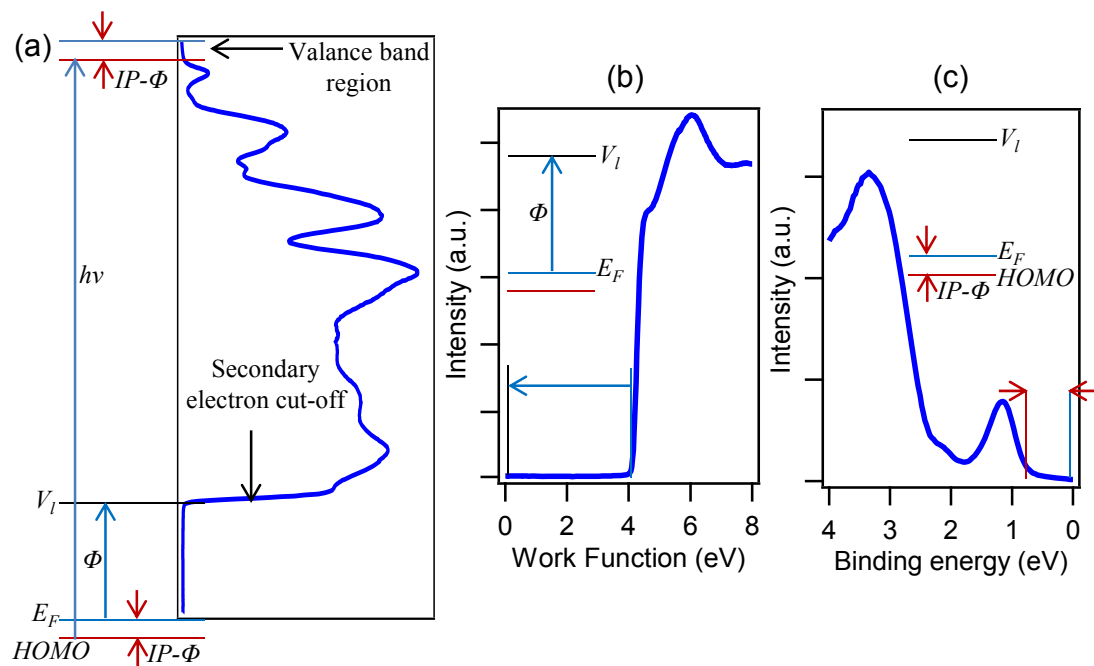 (a)
Valance band
region
IP-Φ
hν
Secondary
electron cut-off
V_l
Φ
E_F
HOMO
IP-Φ
(b)
V_l
Φ
E_F
Intensity (a.u.)
0 2 4 6 8
Work Function (eV)
(c)
V_l
E_F
HOMO
IP-Φ
Intensity (a.u.)
4 3 2 1 0
Binding energy (eV)